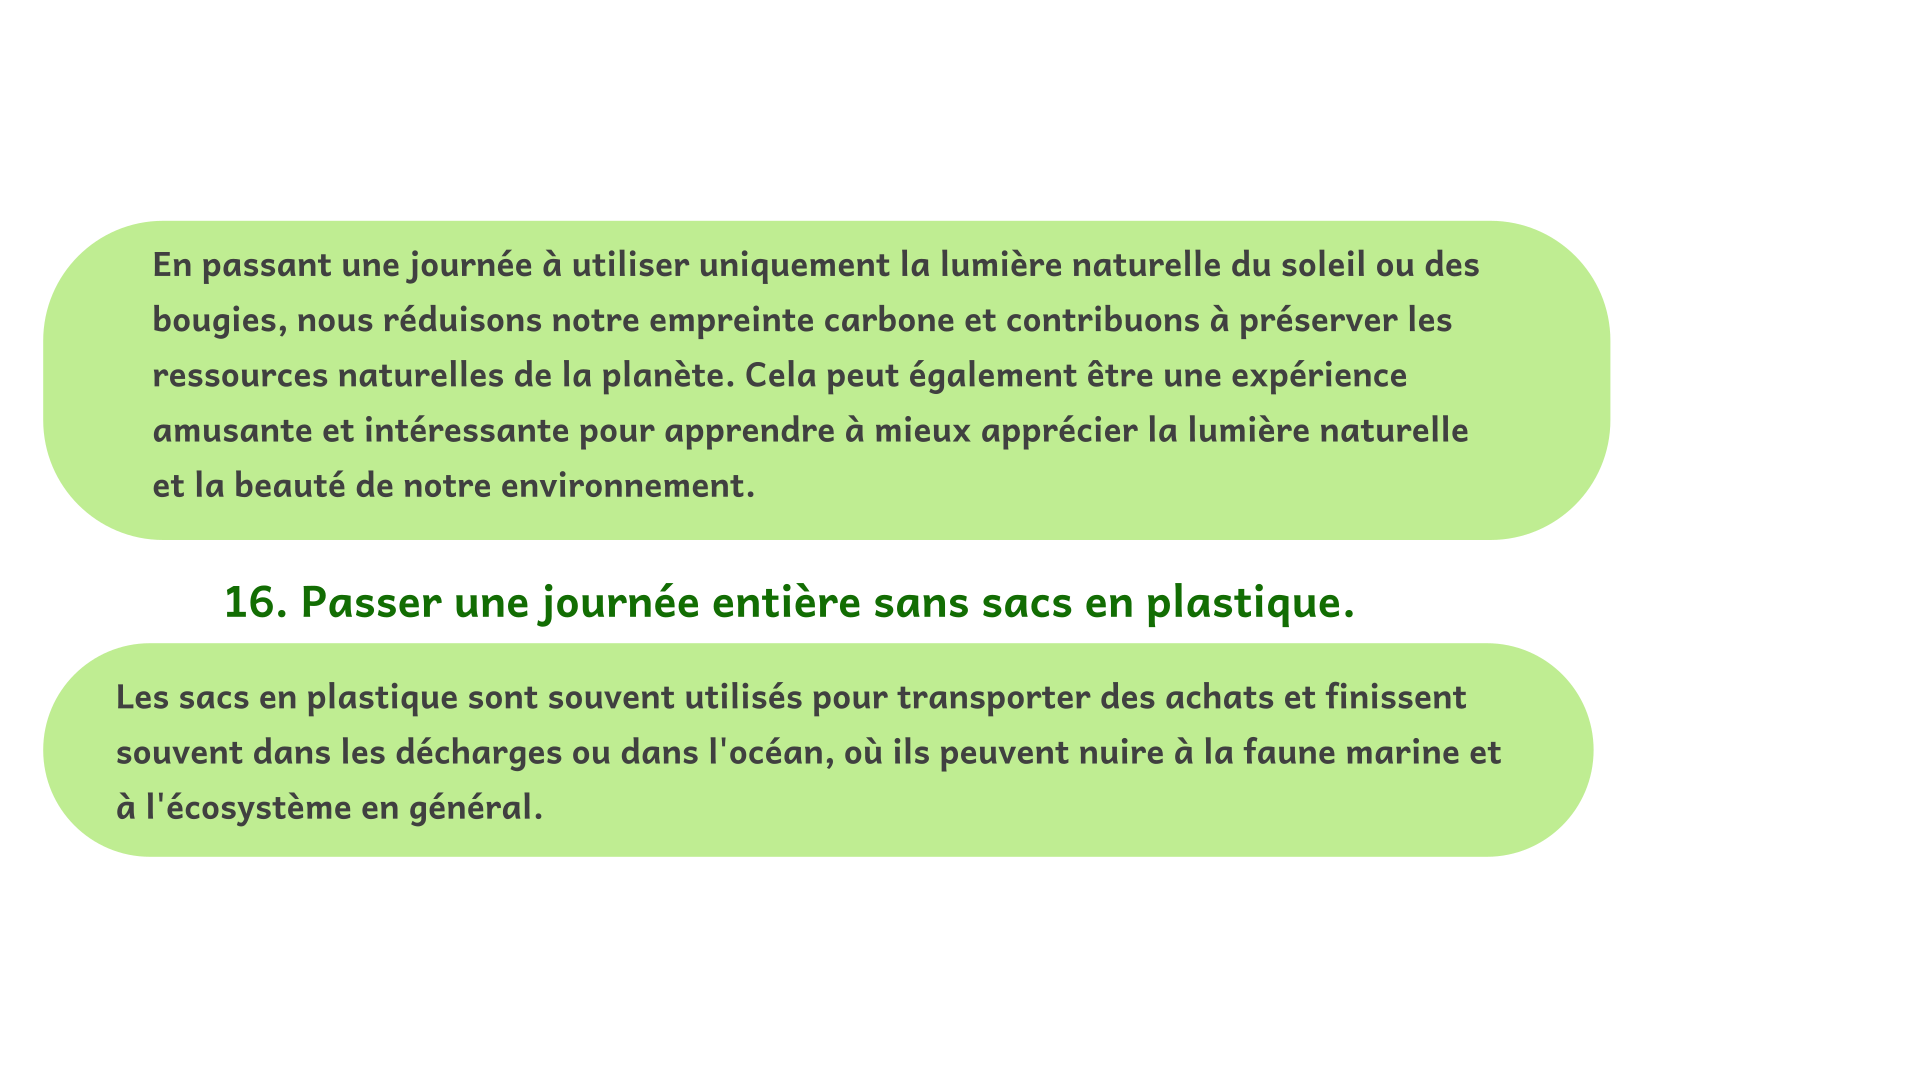 En passant une journée à utiliser uniquement la lumière naturelle du soleil ou des
bougies, nous réduisons notre empreinte carbone et contribuons à préserver les
ressources naturelles de la planète. Cela peut également être une expérience
amusante et intéressante pour apprendre à mieux apprécier la lumière naturelle
et la beauté de notre environnement.
16. Passer une journée entière sans sacs en plastique.
Les sacs en plastique sont souvent utilisés pour transporter des achats et finissent
souvent dans les décharges ou dans l'océan, où ils peuvent nuire à la faune marine et
à l'écosystème en général.